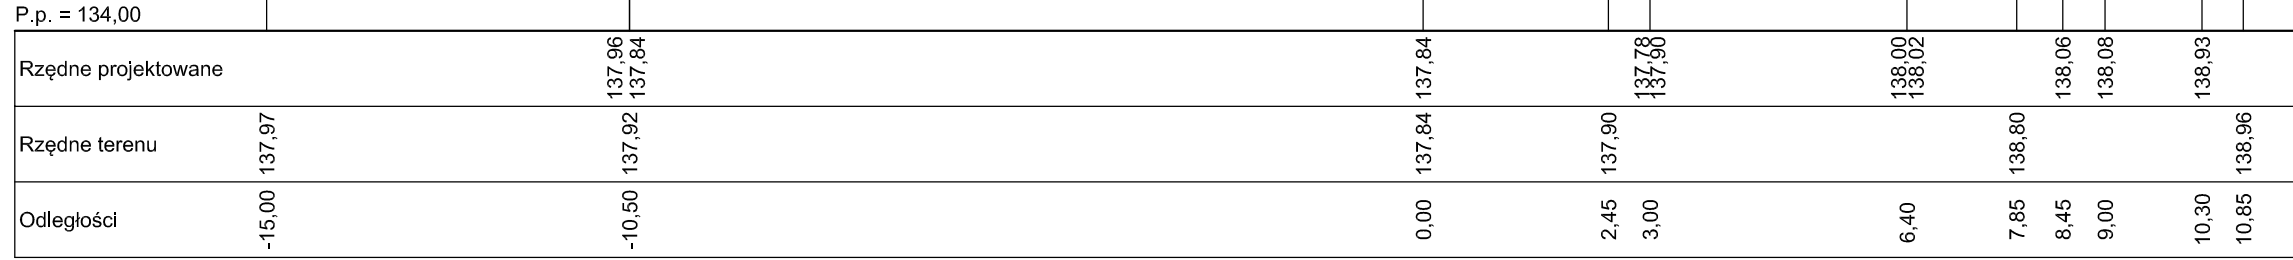 P.p. = 134,00
Rzędne projektowane 137,96 137,84 137,84 137,78 137,90 138,00 138,02 138,06 138,08 138,93
Rzędne terenu 137,97 137,92 137,84 137,90 138,80 138,96
Odległości -15,00 -10,50 0,00 2,45 3,00 6,40 7,85 8,45 9,00 10,30 10,85